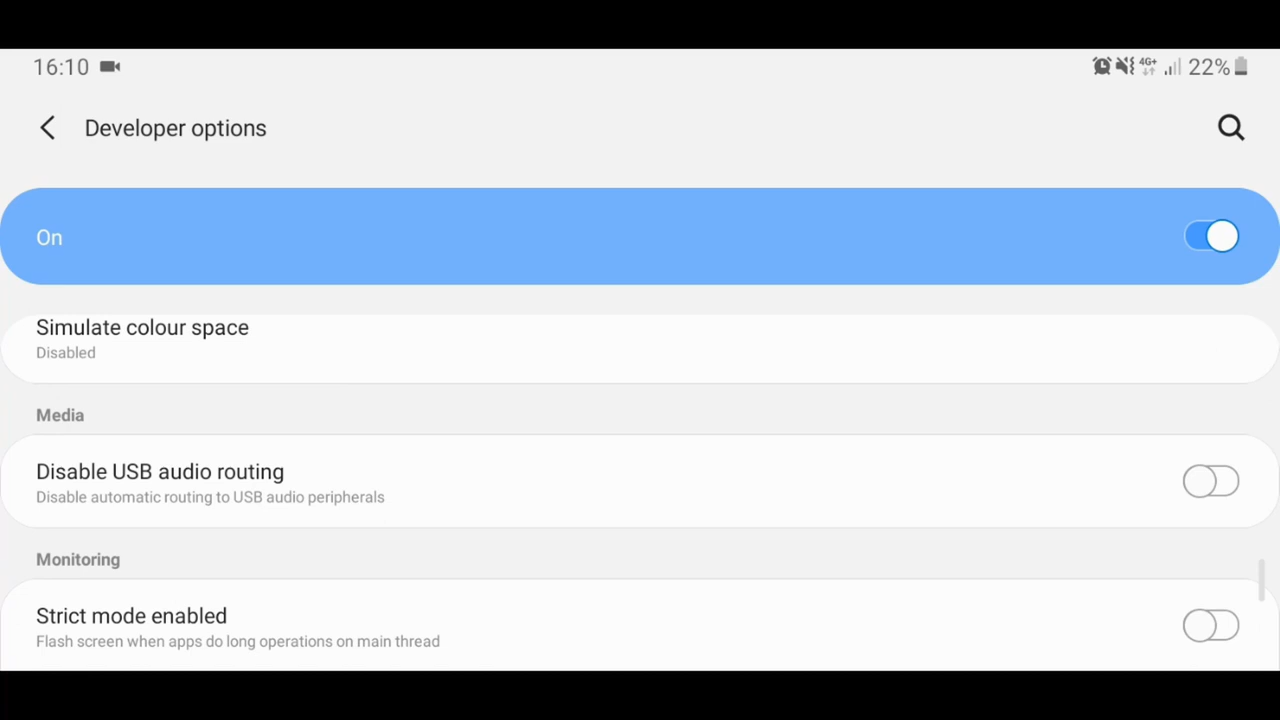 16:10
4G+
22%
Developer options
On
Simulate colour space
Disabled
Media
Disable USB audio routing
Disable automatic routing to USB audio peripherals
Monitoring
Strict mode enabled
Flash screen when apps do long operations on main thread